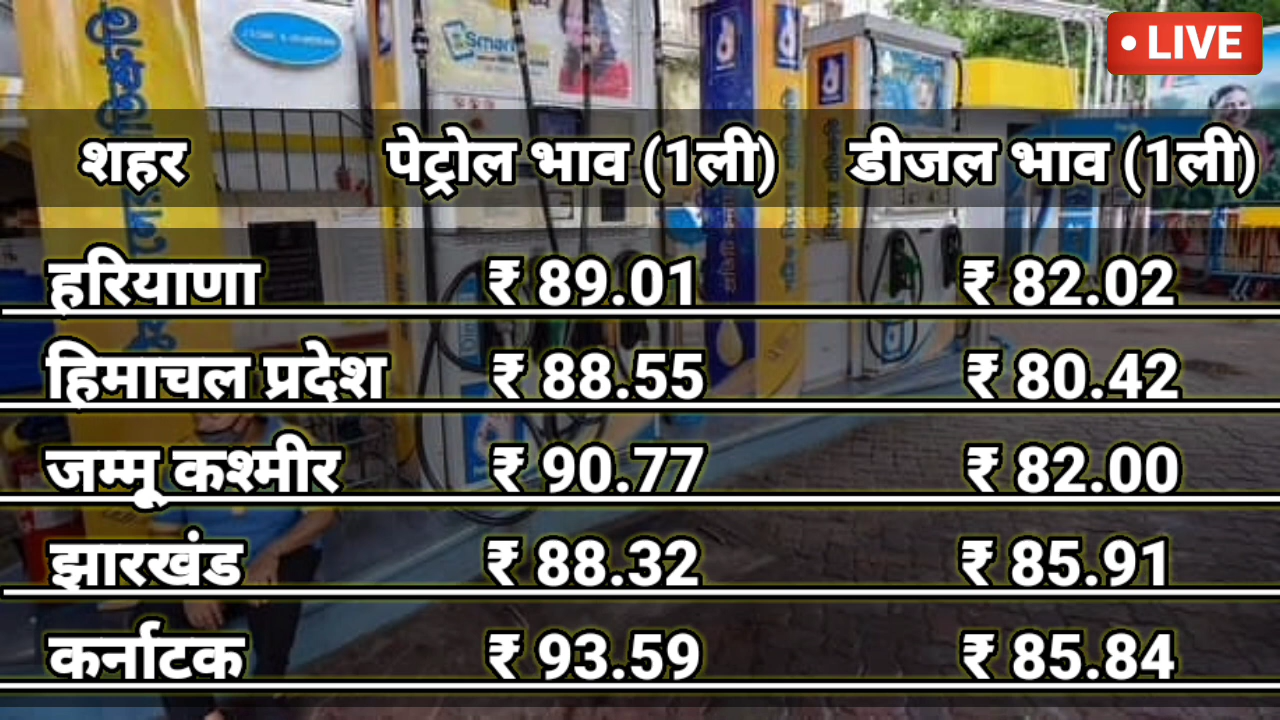 LIVE
Smart
शहर पेट्रोल भाव (1ली) डीजल भाव (1ली)
हरियाणा ₹ 89.01 ₹ 82.02
हिमाचल प्रदेश ₹ 88.55 ₹ 80.42
जम्मू कश्मीर ₹ 90.77 ₹ 82.00
झारखंड ₹ 88.32 ₹ 85.91
कर्नाटक ₹ 93.59 ₹ 85.84